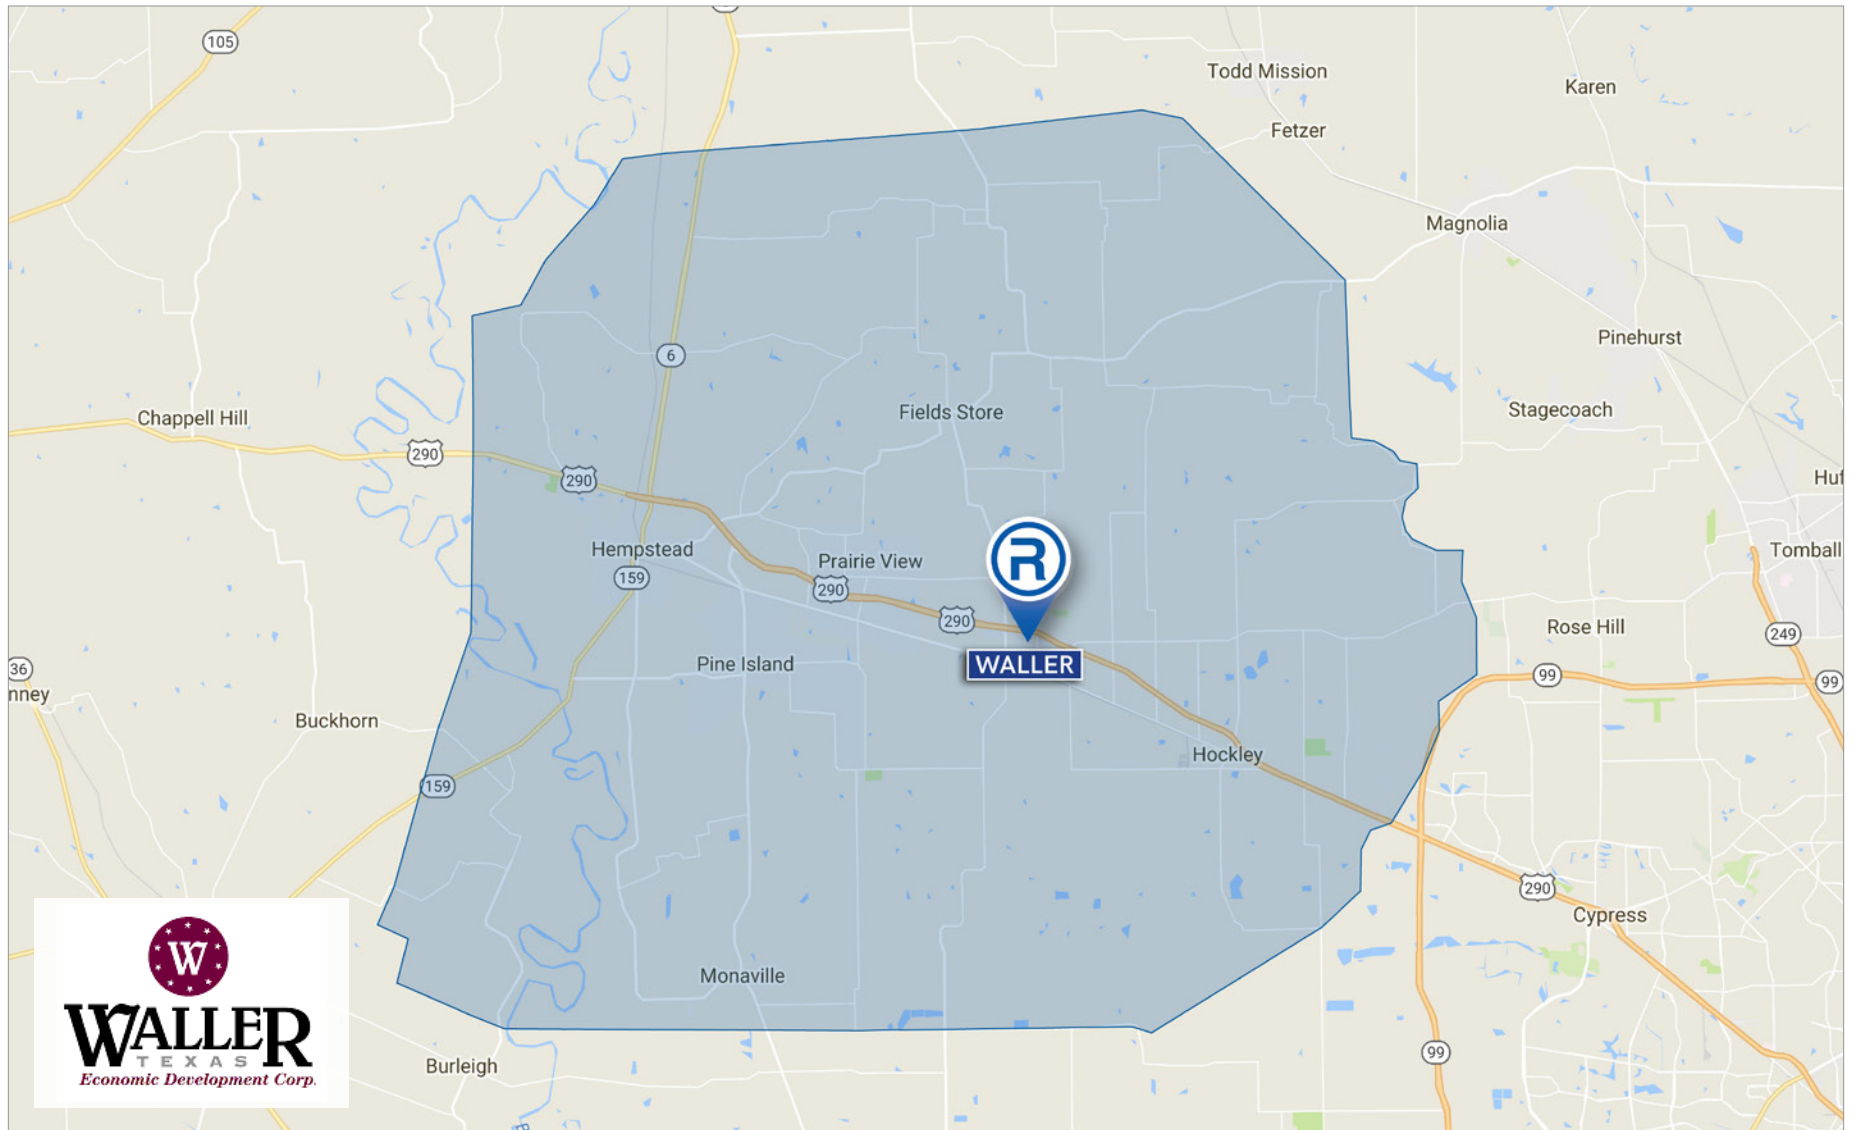 105
Todd Mission
Karen
Fetzer
Magnolia
Pinehurst
6
Chappell Hill
Fields Store
Stagecoach
290
290
Huf
Hempstead
Prairie View
R
Tomball
159
290
290
Rose Hill
249
36
nney
Pine Island
WALLER
99
99
Buckhorn
Hockley
159
290
Cypress
W
Monaville
WALLER
TEXAS
Economic Development Corp.
Burleigh
99